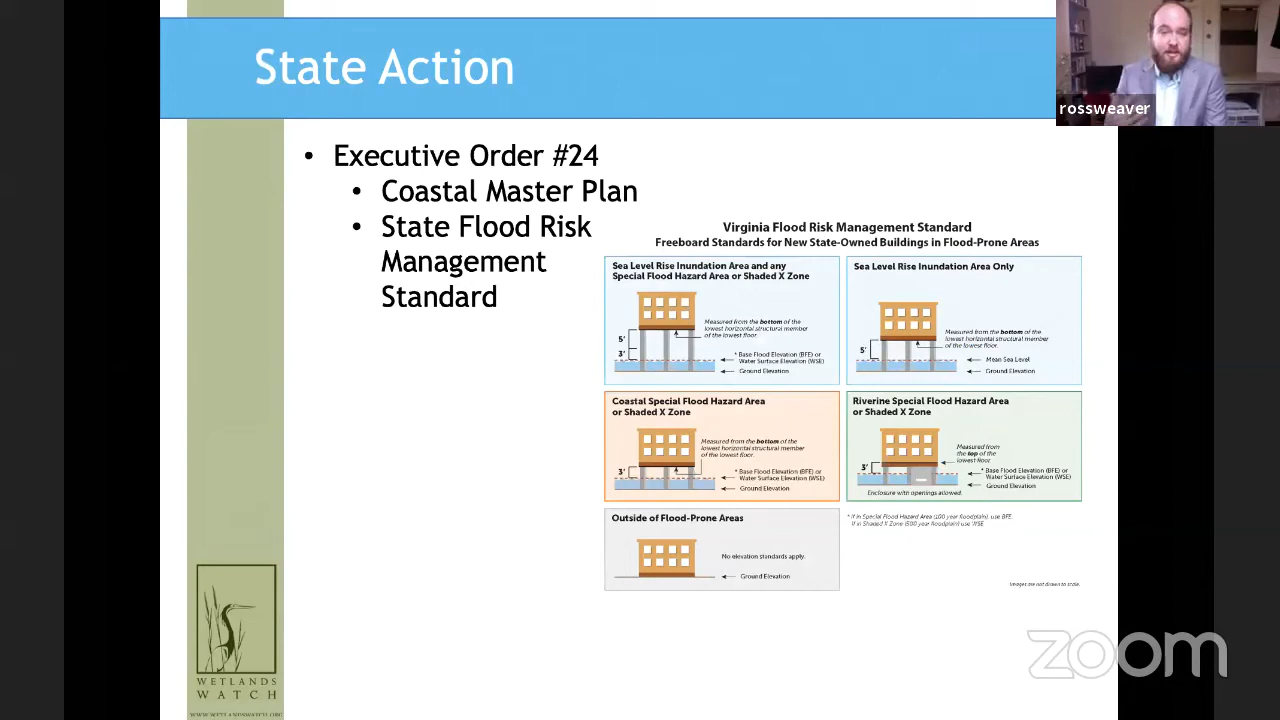 State Action
rossweaver
• Executive Order #24
• Coastal Master Plan
• State Flood Risk
Management
Standard
Virginia Flood Risk Management Standard
Freeboard Standards for New State-Owned Buildings in Flood-Prone Areas
Sea Level Rise Inundation Area and any
Special Flood Hazard Area or Shaded X Zone
Measured from the bottom of the
lowest horizontal structural member
of the lowest floor.
5'
3'
* Base Flood Elevation (BFE) or
Water Surface Elevation (WSE)
Ground Elevation
Sea Level Rise Inundation Area Only
Measured from the bottom of the
lowest horizontal structural member
of the lowest floor.
5'
Mean Sea Level
Ground Elevation
Coastal Special Flood Hazard Area
or Shaded X Zone
Measured from the bottom of the
lowest horizontal structural member
of the lowest floor.
3'
* Base Flood Elevation (BFE) or
Water Surface Elevation (WSE)
Ground Elevation
Riverine Special Flood Hazard Area
or Shaded X Zone
Measured from
the top of the
lowest floor.
3'
* Base Flood Elevation (BFE) or
Water Surface Elevation (WSE)
Ground Elevation
Enclosure with openings allowed.
Outside of Flood-Prone Areas
No elevation standards apply.
Ground Elevation
* If in Special Flood Hazard Area (100 year floodplain), use BFE.
If in Shaded X Zone (500 year floodplain) use WSE
Images are not drawn to scale.
WETLANDS
WATCH
WWW.WETLANDSWATCH.ORG
zoom